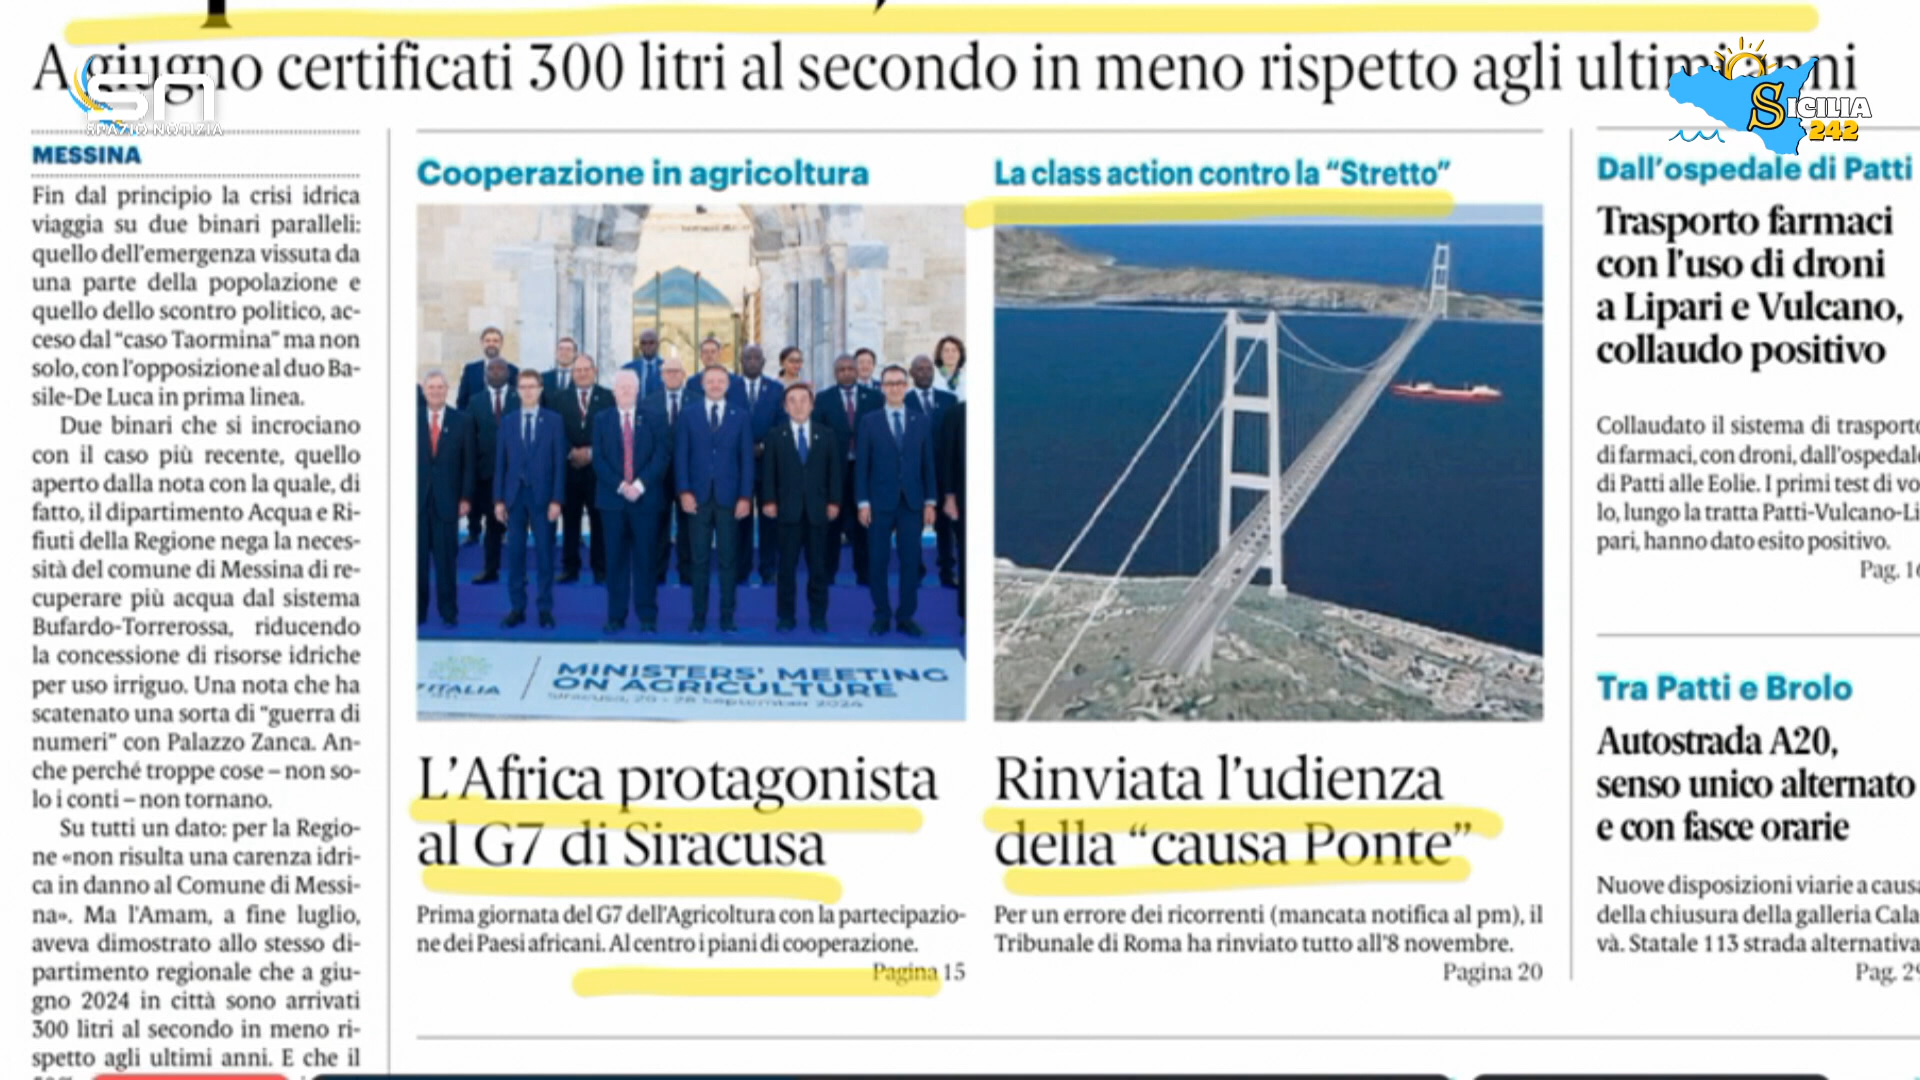 A giugno certificati 300 litri al secondo in meno rispetto agli ultimi anni
SN
SPAZIO NOTIZIA
SICILIA
242
MESSINA
Fin dal principio la crisi idrica
viaggia su due binari paralleli:
quello dell'emergenza vissuta da
una parte della popolazione e
quello dello scontro politico, ac-
ceso dal "caso Taormina" ma non
solo, con l'opposizione al duo Ba-
sile-De Luca in prima linea.
Due binari che si incrociano
con il caso più recente, quello
aperto dalla nota con la quale, di
fatto, il dipartimento Acqua e Ri-
fiuti della Regione nega la neces-
sità del comune di Messina di re-
cuperare più acqua dal sistema
Bufardo-Torrerossa, riducendo
la concessione di risorse idriche
per uso irriguo. Una nota che ha
scatenato una sorta di "guerra di
numeri" con Palazzo Zanca. An-
che perché troppe cose – non so-
lo i conti – non tornano.
Su tutti un dato: per la Regio-
ne «non risulta una carenza idri-
ca in danno al Comune di Messi-
na». Ma l'Amam, a fine luglio,
aveva dimostrato allo stesso di-
partimento regionale che a giu-
gno 2024 in città sono arrivati
300 litri al secondo in meno ri-
spetto agli ultimi anni. E che il
Cooperazione in agricoltura
ITALIA
MINISTERS' MEETING
ON AGRICULTURE
L'Africa protagonista
al G7 di Siracusa
Prima giornata del G7 dell'Agricoltura con la partecipazio-
ne dei Paesi africani. Al centro i piani di cooperazione.
Pagina 15
La class action contro la "Stretto"
Rinviata l'udienza
della "causa Ponte"
Per un errore dei ricorrenti (mancata notifica al pm), il
Tribunale di Roma ha rinviato tutto all'8 novembre.
Pagina 20
Dall'ospedale di Patti
Trasporto farmaci
con l'uso di droni
a Lipari e Vulcano,
collaudo positivo
Collaudato il sistema di trasporto
di farmaci, con droni, dall'ospedale
di Patti alle Eolie. I primi test di vo-
lo, lungo la tratta Patti-Vulcano-Li
pari, hanno dato esito positivo.
Pag. 16
Tra Patti e Brolo
Autostrada A20,
senso unico alternato
e con fasce orarie
Nuove disposizioni viarie a causa
della chiusura della galleria Cala
và. Statale 113 strada alternativa
Pag. 29